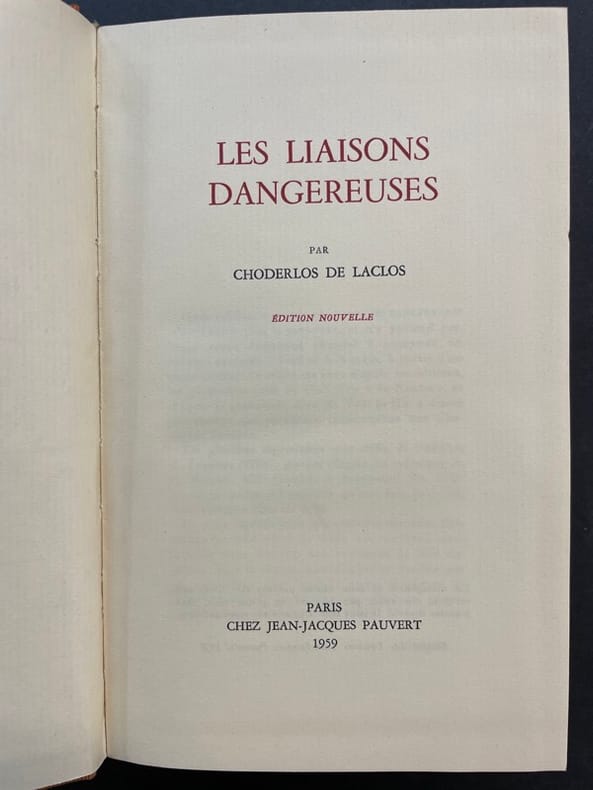 LES LIAISONS
DANGEREUSES
PAR
CHODERLOS DE LACLOS
ÉDITION NOUVELLE
PARIS
CHEZ JEAN-JACQUES PAUVERT
1959